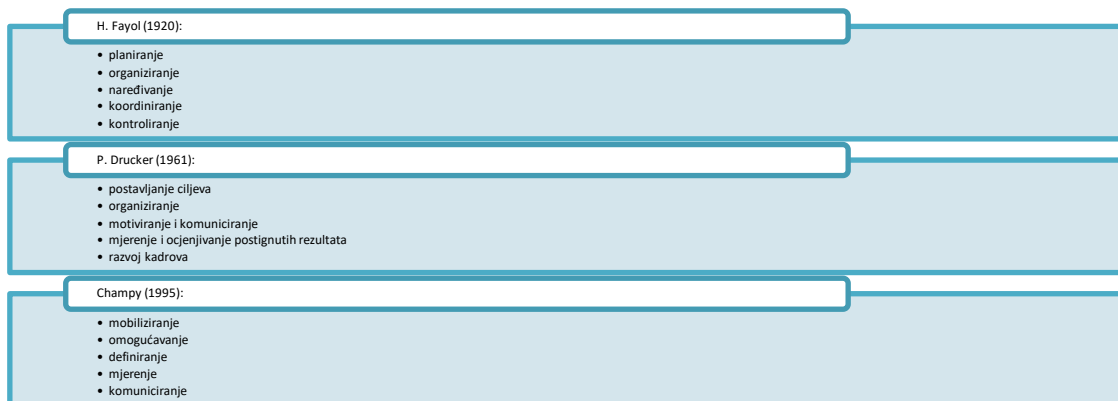 H. Fayol (1920):
• planiranje
• organiziranje
• naređivanje
• koordiniranje
• kontroliranje
P. Drucker (1961):
• postavljanje ciljeva
• organiziranje
• motiviranje i komuniciranje
• mjerenje i ocjenjivanje postignutih rezultata
• razvoj kadrova
Champy (1995):
• mobiliziranje
• omogućavanje
• definiranje
• mjerenje
• komuniciranje